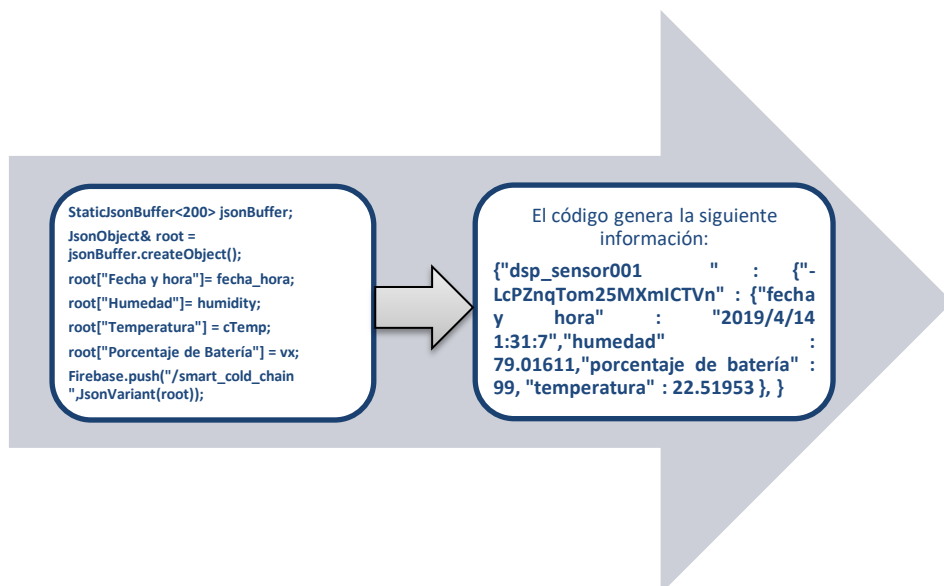 StaticJsonBuffer<200> jsonBuffer;
JsonObject& root =
jsonBuffer.createObject();
root["Fecha y hora"]= fecha_hora;
root["Humedad"]= humidity;
root["Temperatura"] = cTemp;
root["Porcentaje de Batería"] = vx;
Firebase.push("/smart_cold_chain
",JsonVariant(root));
El código genera la siguiente
información:
{"dsp_sensor001 " : {"-
LcPZnqTom25MXmICTVn" : {"fecha
y hora" : "2019/4/14
1:31:7","humedad" :
79.01611,"porcentaje de batería" :
99, "temperatura" : 22.51953 }, }